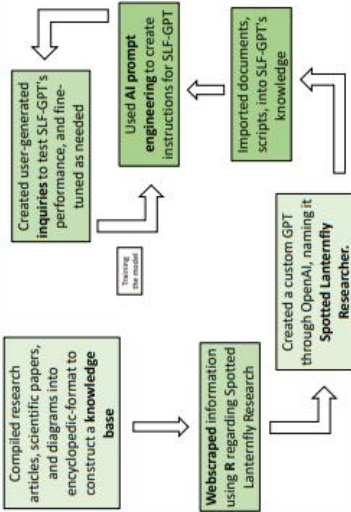 Compiled research
articles, scientific papers,
and diagrams into
encyclopedic-format to
construct a knowledge
base
Webscraped information
using R regarding Spotted
Lanternfly Research
Created a custom GPT
through OpenAI, naming it
Spotted Lanternfly
Researcher.
Imported documents,
scripts, into SLF-GPT's
knowledge
Used AI prompt
engineering to create
instructions for SLF-GPT
Training
the model
Created user-generated
inquiries to test SLF-GPT's
performance, and fine-
tuned as needed